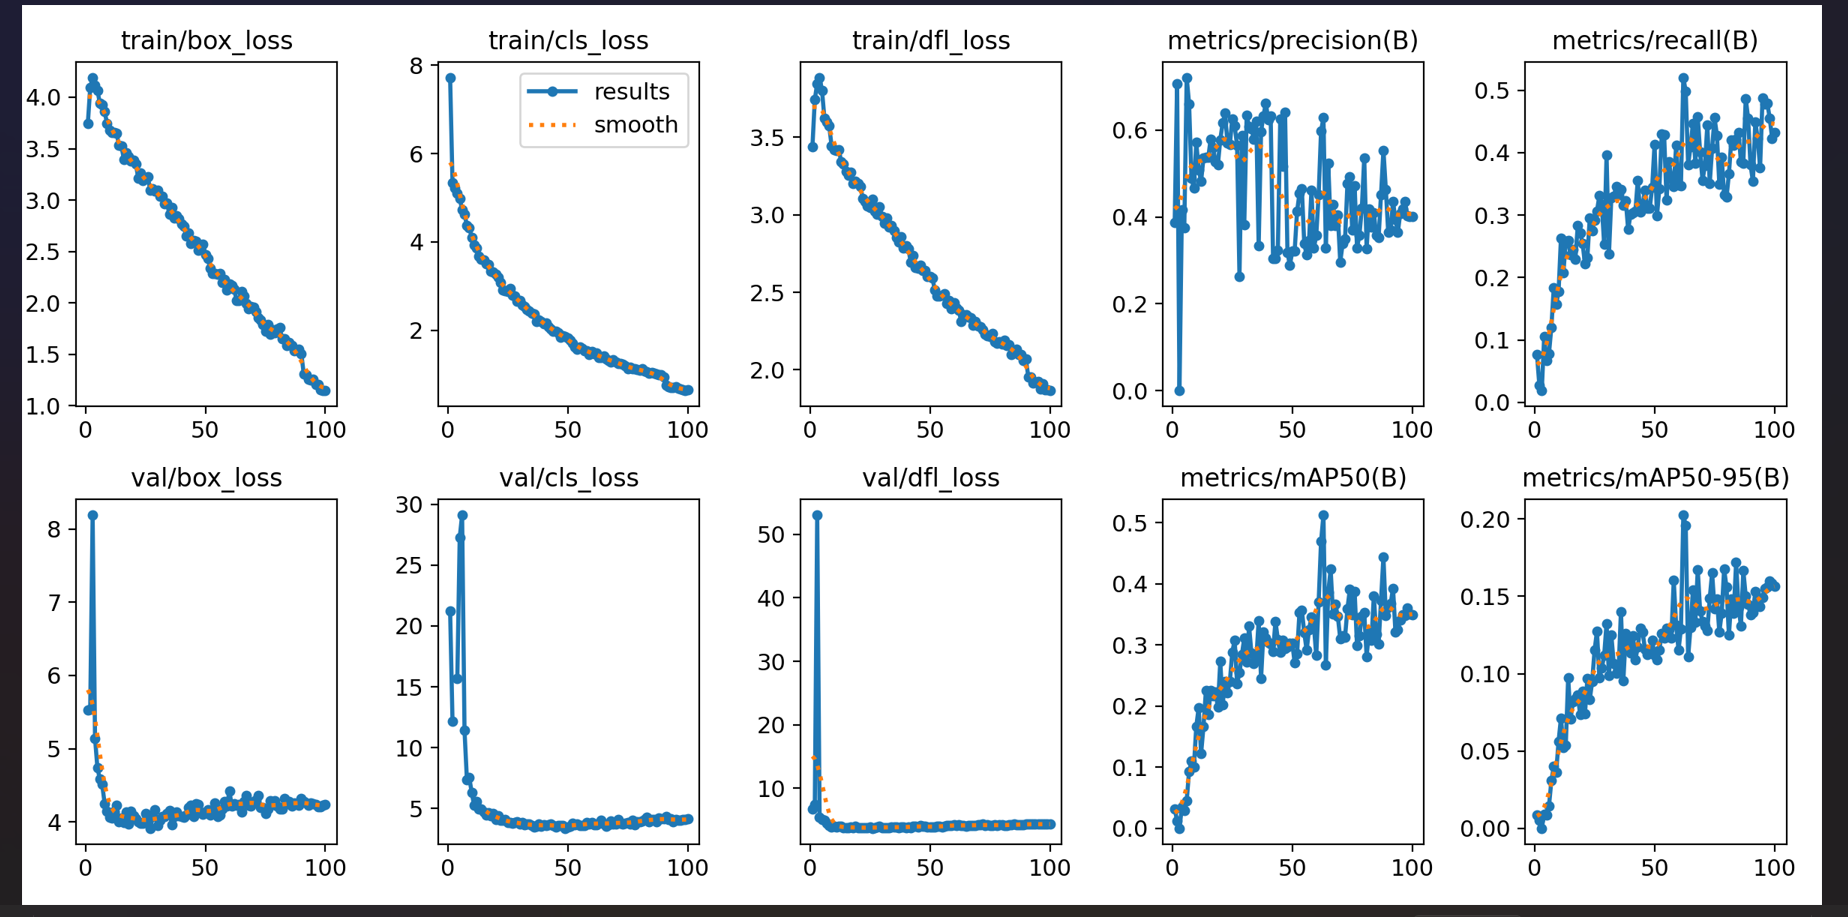 train/box_loss
train/cls_loss
train/dfl_loss
metrics/precision(B)
metrics/recall(B)
4.0
3.5
3.0
2.5
2.0
1.5
1.0
0 50 100
8
6
4
2
0 50 100
results
smooth
3.5
3.0
2.5
2.0
0 50 100
0.6
0.4
0.2
0.0
0 50 100
0.5
0.4
0.3
0.2
0.1
0.0
0 50 100
val/box_loss
val/cls_loss
val/dfl_loss
metrics/mAP50(B)
metrics/mAP50-95(B)
8
7
6
5
4
0 50 100
30
25
20
15
10
5
0 50 100
50
40
30
20
10
0 50 100
0.5
0.4
0.3
0.2
0.1
0.0
0 50 100
0.20
0.15
0.10
0.05
0.00
0 50 100